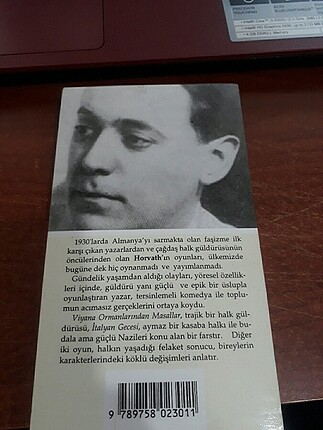 1930'larda Almanya'yı sarmakta olan faşizme ilk
karşı çıkan yazarlardan ve çağdaş halk güldürüsünün
öncülerinden olan Horvath'ın oyunları, ülkemizde
bugüne dek hiç oynanmadı ve yayımlanmadı.
Gündelik yaşamdan aldığı olayları, yöresel özellik-
leri içinde, güldürü yanı güçlü ve epik bir üslupla
oyunlaştıran yazar, tersinlemeli komedya ile toplu-
mun acımasız gerçeklerini ortaya koydu.
Viyana Ormanlarından Masallar, trajik bir halk gül-
dürüsü, İtalyan Gecesi, aymaz bir kasaba halkı ile bu-
dala ama güçlü Nazileri konu alan bir farstır. Diğer
iki oyun, halkın yaşadığı felaket sonucu, bireylerin
karakterlerindeki köklü değişimleri anlatır.
9 789758 023011